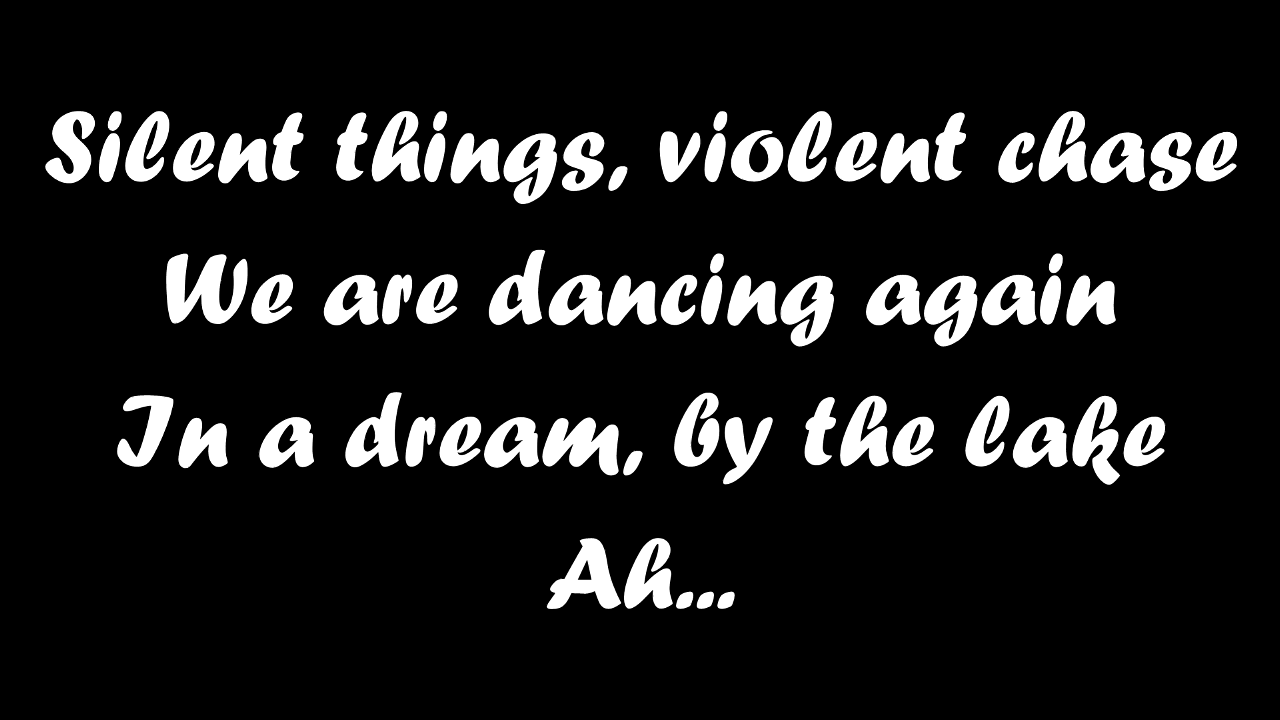 Silent things, violent chase
We are dancing again
In a dream, by the lake
Ah...